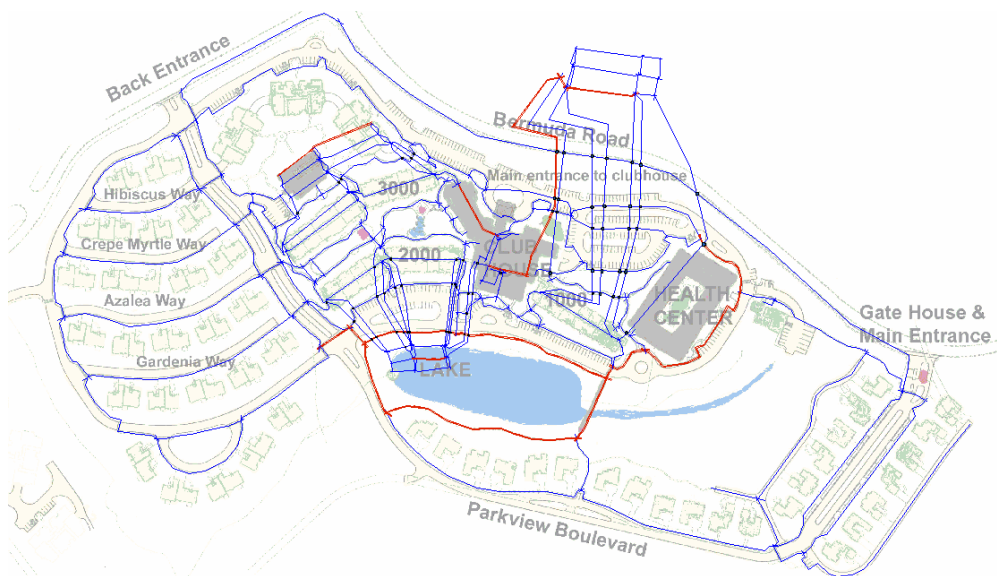 Back Entrance
Bermuda Road
Main entrance to clubhouse
Hibiscus Way
3000
Crepe Myrtle Way
2000
CLUB
HOUSE
Azalea Way
1000
HEALTH
CENTER
Gate House &
Main Entrance
Gardenia Way
LAKE
Parkview Boulevard